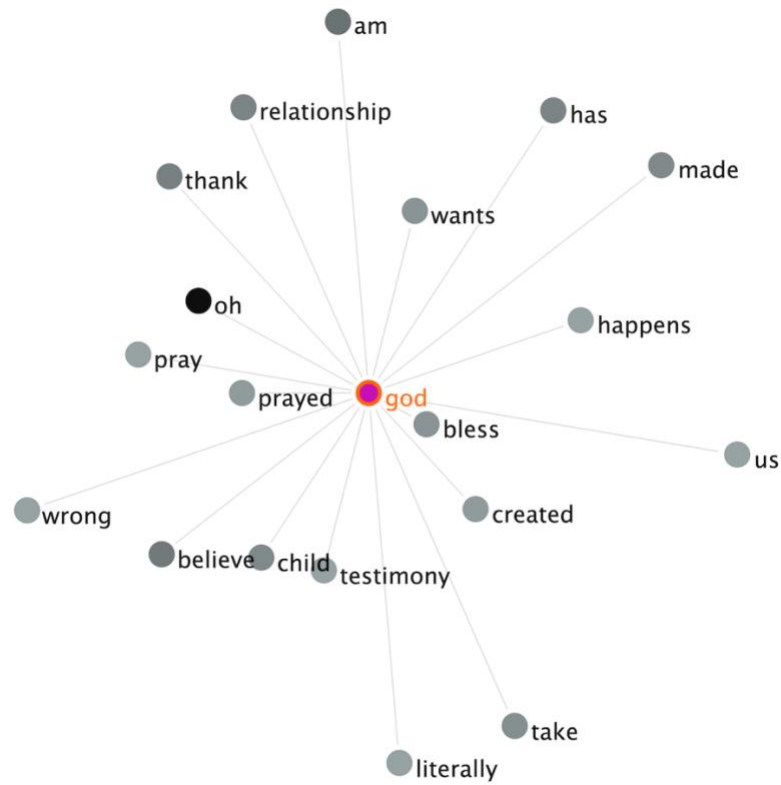 am
relationship
has
made
thank
wants
oh
happens
pray
prayed
god
bless
us
wrong
created
believe
child
testimony
take
literally